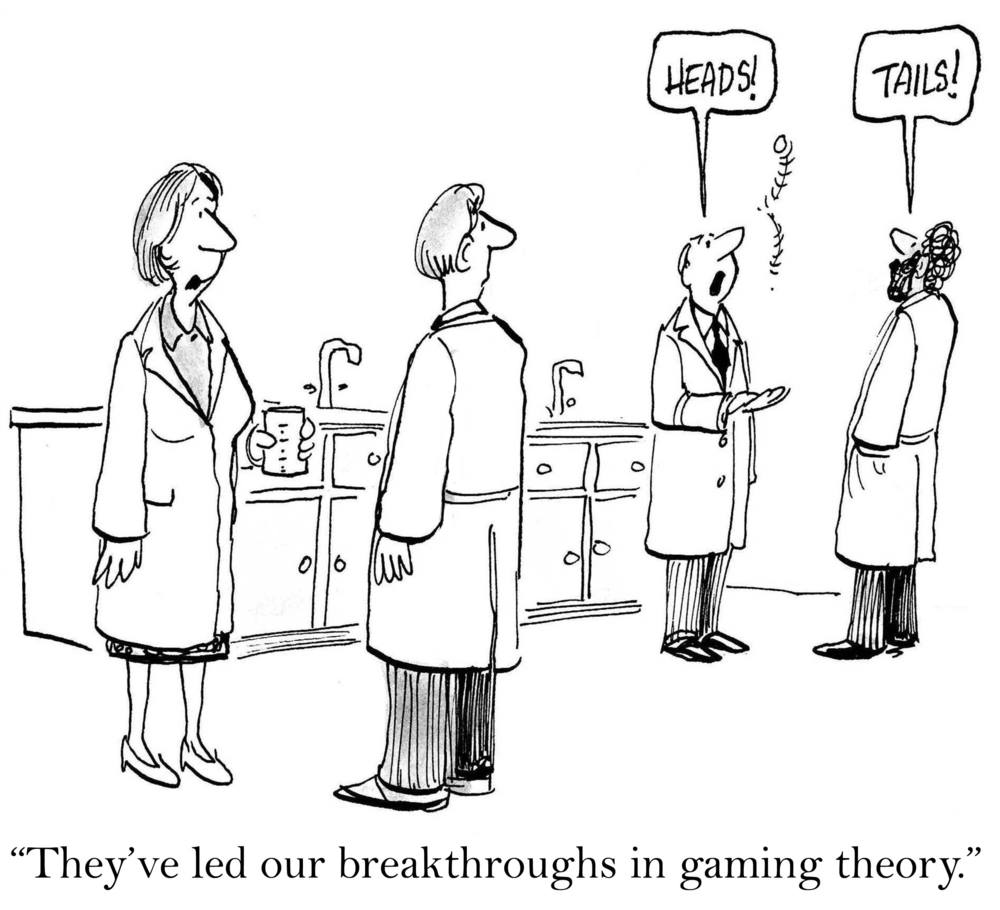 HEADS!
TAILS!
“They’ve led our breakthroughs in gaming theory.”